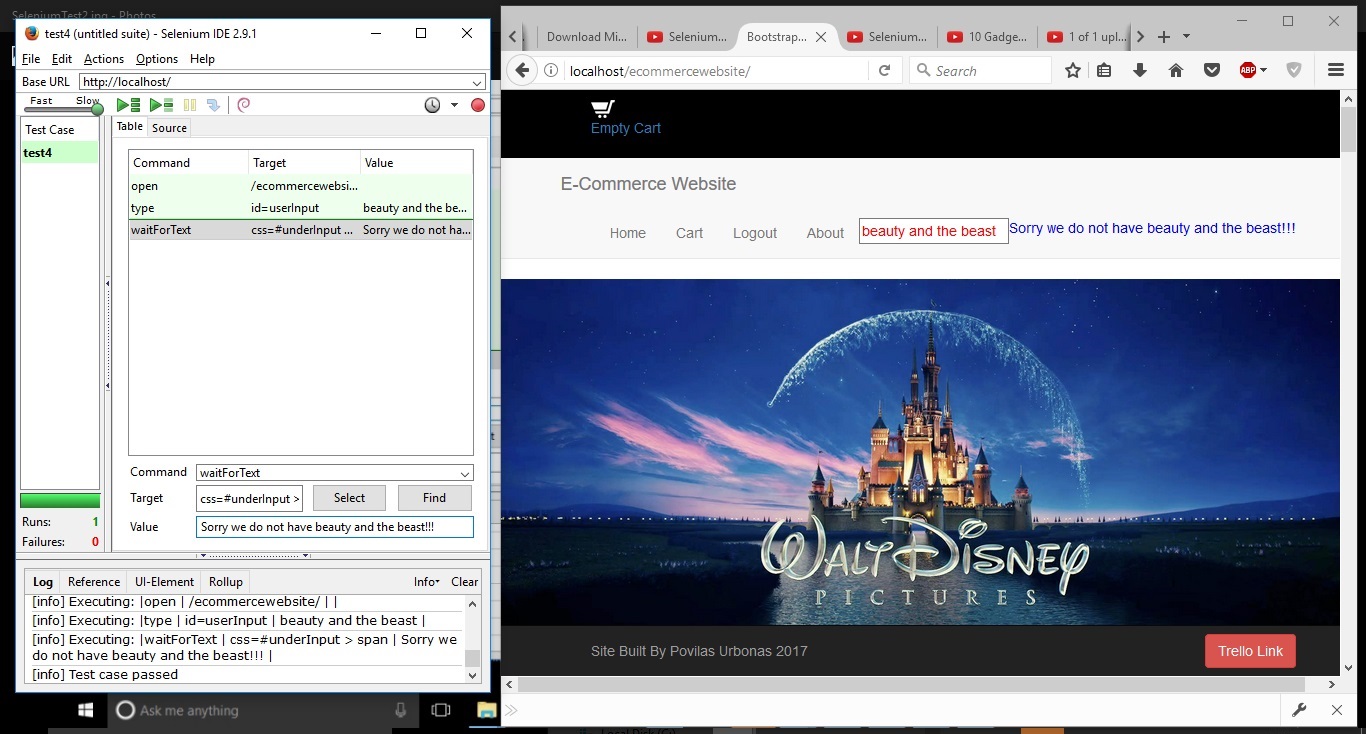 SeleniumTest2.jpg - Photos
test4 (untitled suite) - Selenium IDE 2.9.1
File Edit Actions Options Help
Base URL http://localhost/
Fast Slow
Test Case
test4
Table Source
Command Target Value
open /ecommercewebsi...
type id=userInput beauty and the be...
waitForText css=#underInput ... Sorry we do not ha...
Command waitForText
Target css=#underInput > Select Find
Value Sorry we do not have beauty and the beast!!!
Runs: 1
Failures: 0
Log Reference UI-Element Rollup Info Clear
[info] Executing: |open | /ecommercewebsite/ | |
[info] Executing: |type | id=userInput | beauty and the beast |
[info] Executing: |waitForText | css=#underInput > span | Sorry we
do not have beauty and the beast!!! |
[info] Test case passed
Ask me anything
Download Mi... Selenium... Bootstrap... Selenium... 10 Gadge... 1 of 1 upl...
localhost/ecommercewebsite/ Search ABP
Empty Cart
E-Commerce Website
Home Cart Logout About beauty and the beast Sorry we do not have beauty and the beast!!!
WALT DISNEY
PICTURES
Site Built By Povilas Urbonas 2017 Trello Link
Local Disk (C:)